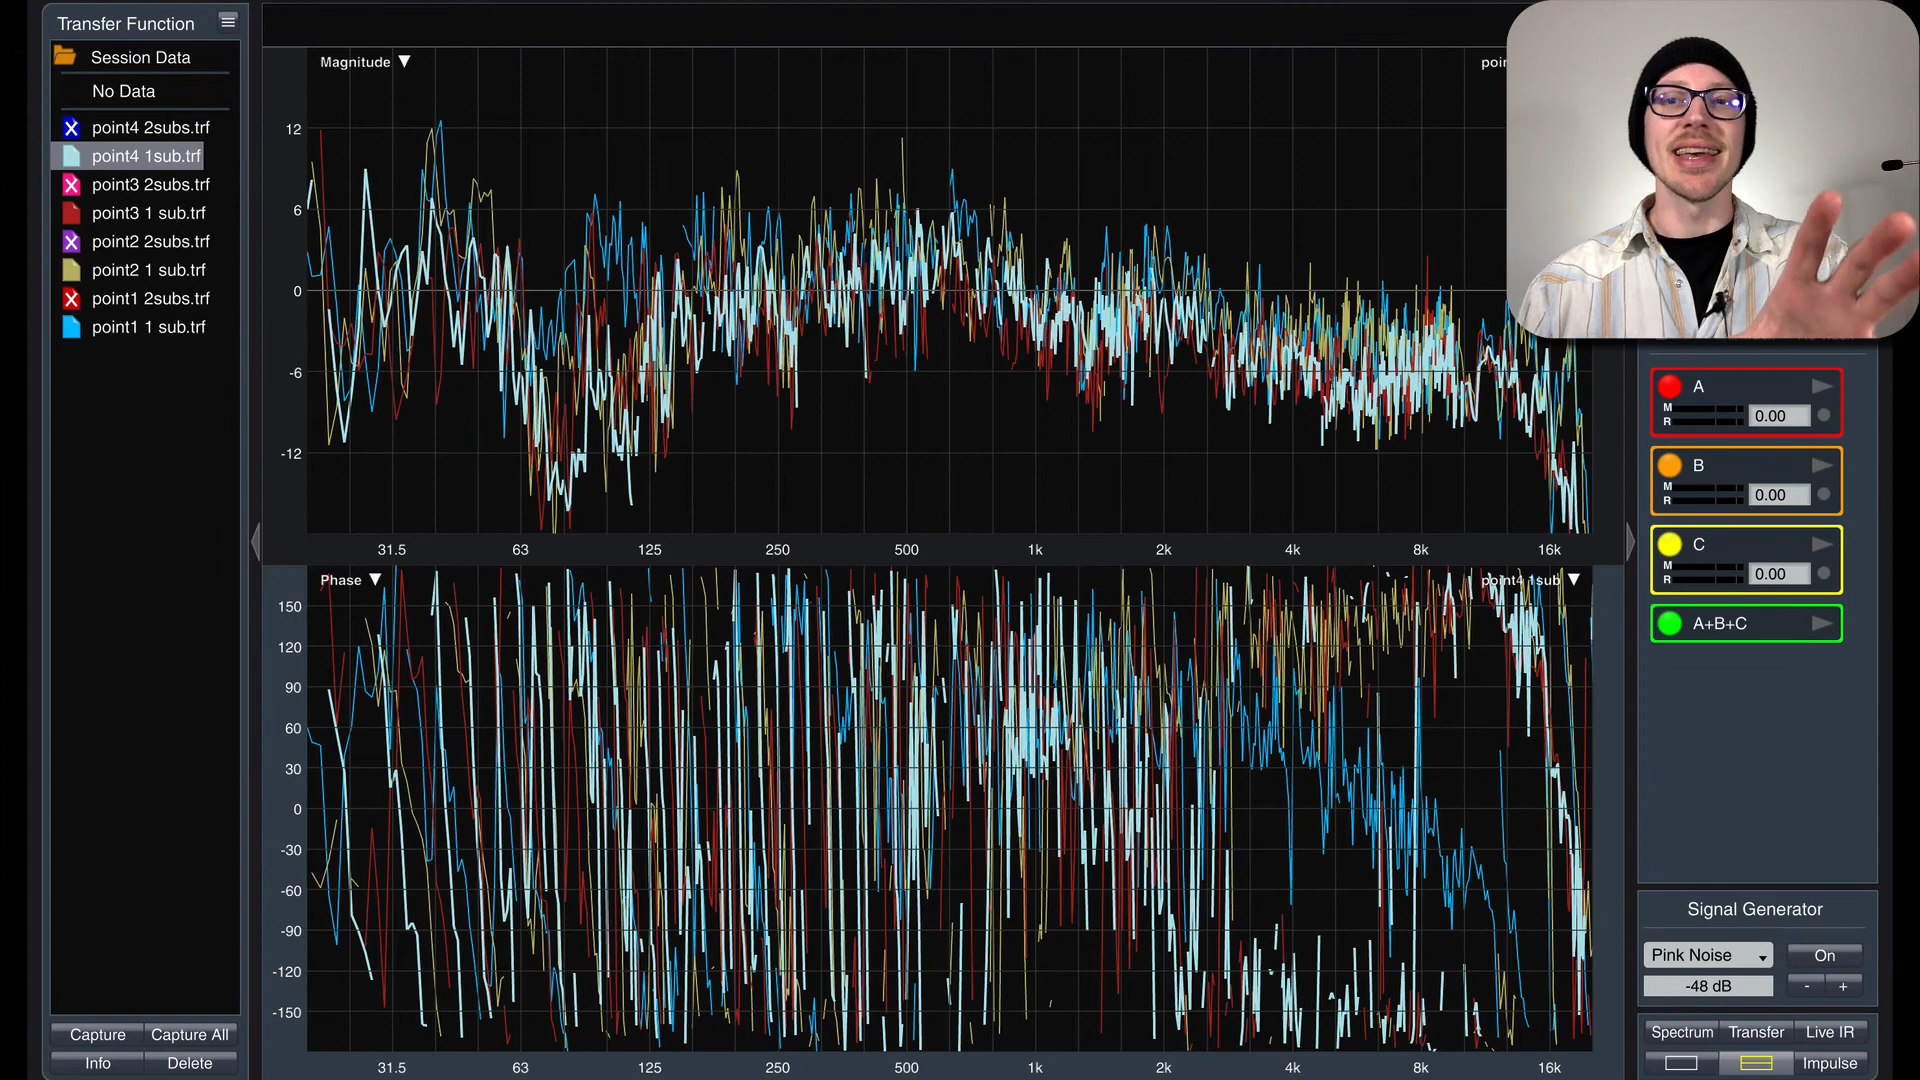 Transfer Function
Session Data
No Data
point4 2subs.trf
point4 1sub.trf
point3 2subs.trf
point3 1 sub.trf
point2 2subs.trf
point2 1 sub.trf
point1 2subs.trf
point1 1 sub.trf
Capture
Capture All
Info
Delete
Magnitude
poin
12
6
0
-6
-12
31.5 63 125 250 500 1k 2k 4k 8k 16k
Phase
point4 1sub
150
120
90
60
30
0
-30
-60
-90
-120
-150
31.5 63 125 250 500 1k 2k 4k 8k 16k
A
M
R
0.00
B
M
R
0.00
C
M
R
0.00
A+B+C
Signal Generator
Pink Noise
On
-48 dB
- +
Spectrum Transfer Live IR
Impulse